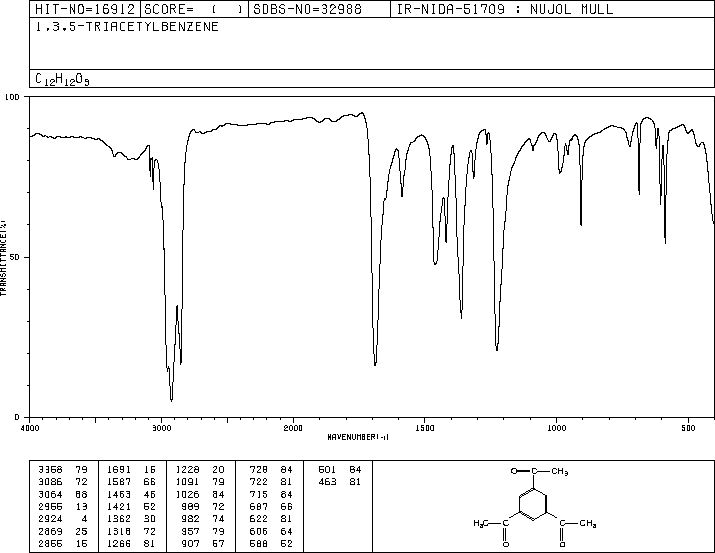 HIT-NO=16912 SCORE= ( ) SDBS-NO=32988 IR-NIDA-51709 : NUJOL MULL
1,3,5-TRIACETYLBENZENE
C12H12O3
100
TRANSMITTANCE(%)
50
0
4000 3000 2000 1500 1000 500
WAVENUMBER(-1)
3358 79 1691 16 1228 20 728 84 501 84
3086 72 1587 66 1091 79 722 81 463 81
3064 68 1463 46 1026 84 715 84
2955 13 1421 52 989 72 687 66
2924 4 1362 30 982 74 622 81
2869 25 1318 72 957 79 606 64
2855 15 1266 81 907 57 588 52
O C CH3
H3C C C CH3
O O